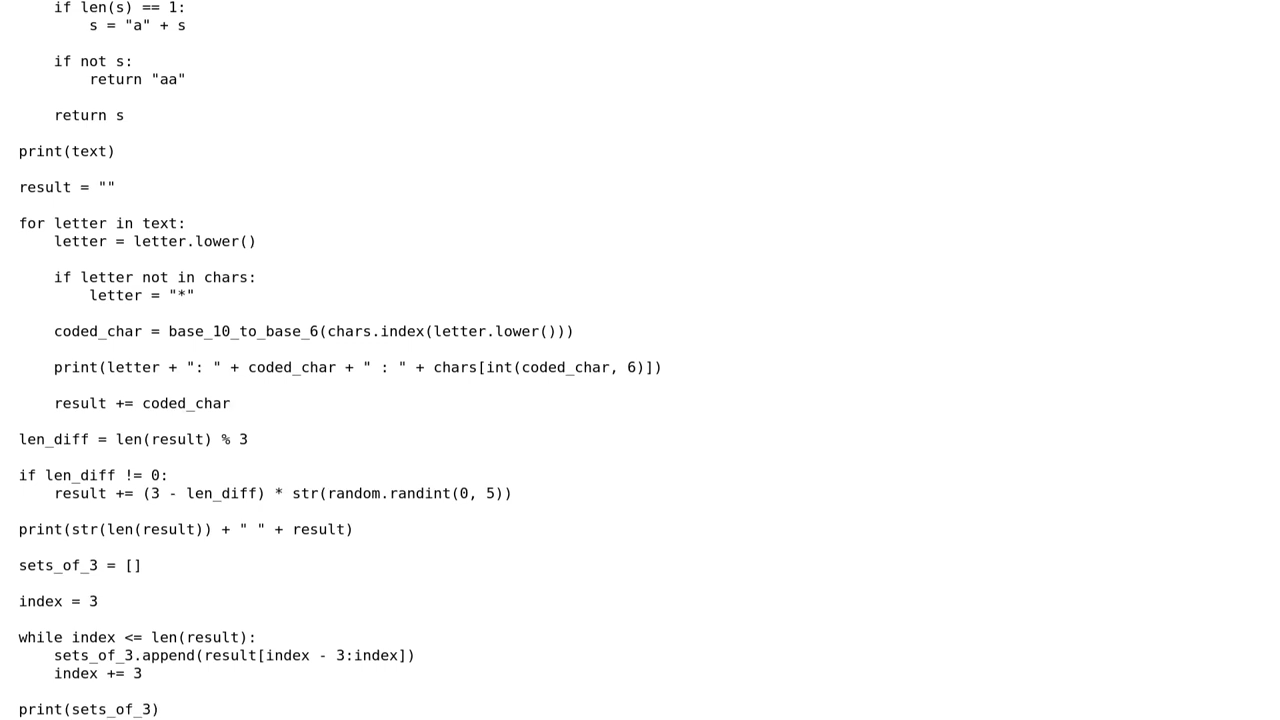 if len(s) == 1:
        s = "a" + s

    if not s:
        return "aa"

    return s

print(text)

result = ""

for letter in text:
    letter = letter.lower()

    if letter not in chars:
        letter = "*"

    coded_char = base_10_to_base_6(chars.index(letter.lower()))

    print(letter + ": " + coded_char + " : " + chars[int(coded_char, 6)])

    result += coded_char

len_diff = len(result) % 3

if len_diff != 0:
    result += (3 - len_diff) * str(random.randint(0, 5))

print(str(len(result)) + " " + result)

sets_of_3 = []

index = 3

while index <= len(result):
    sets_of_3.append(result[index - 3:index])
    index += 3

print(sets_of_3)